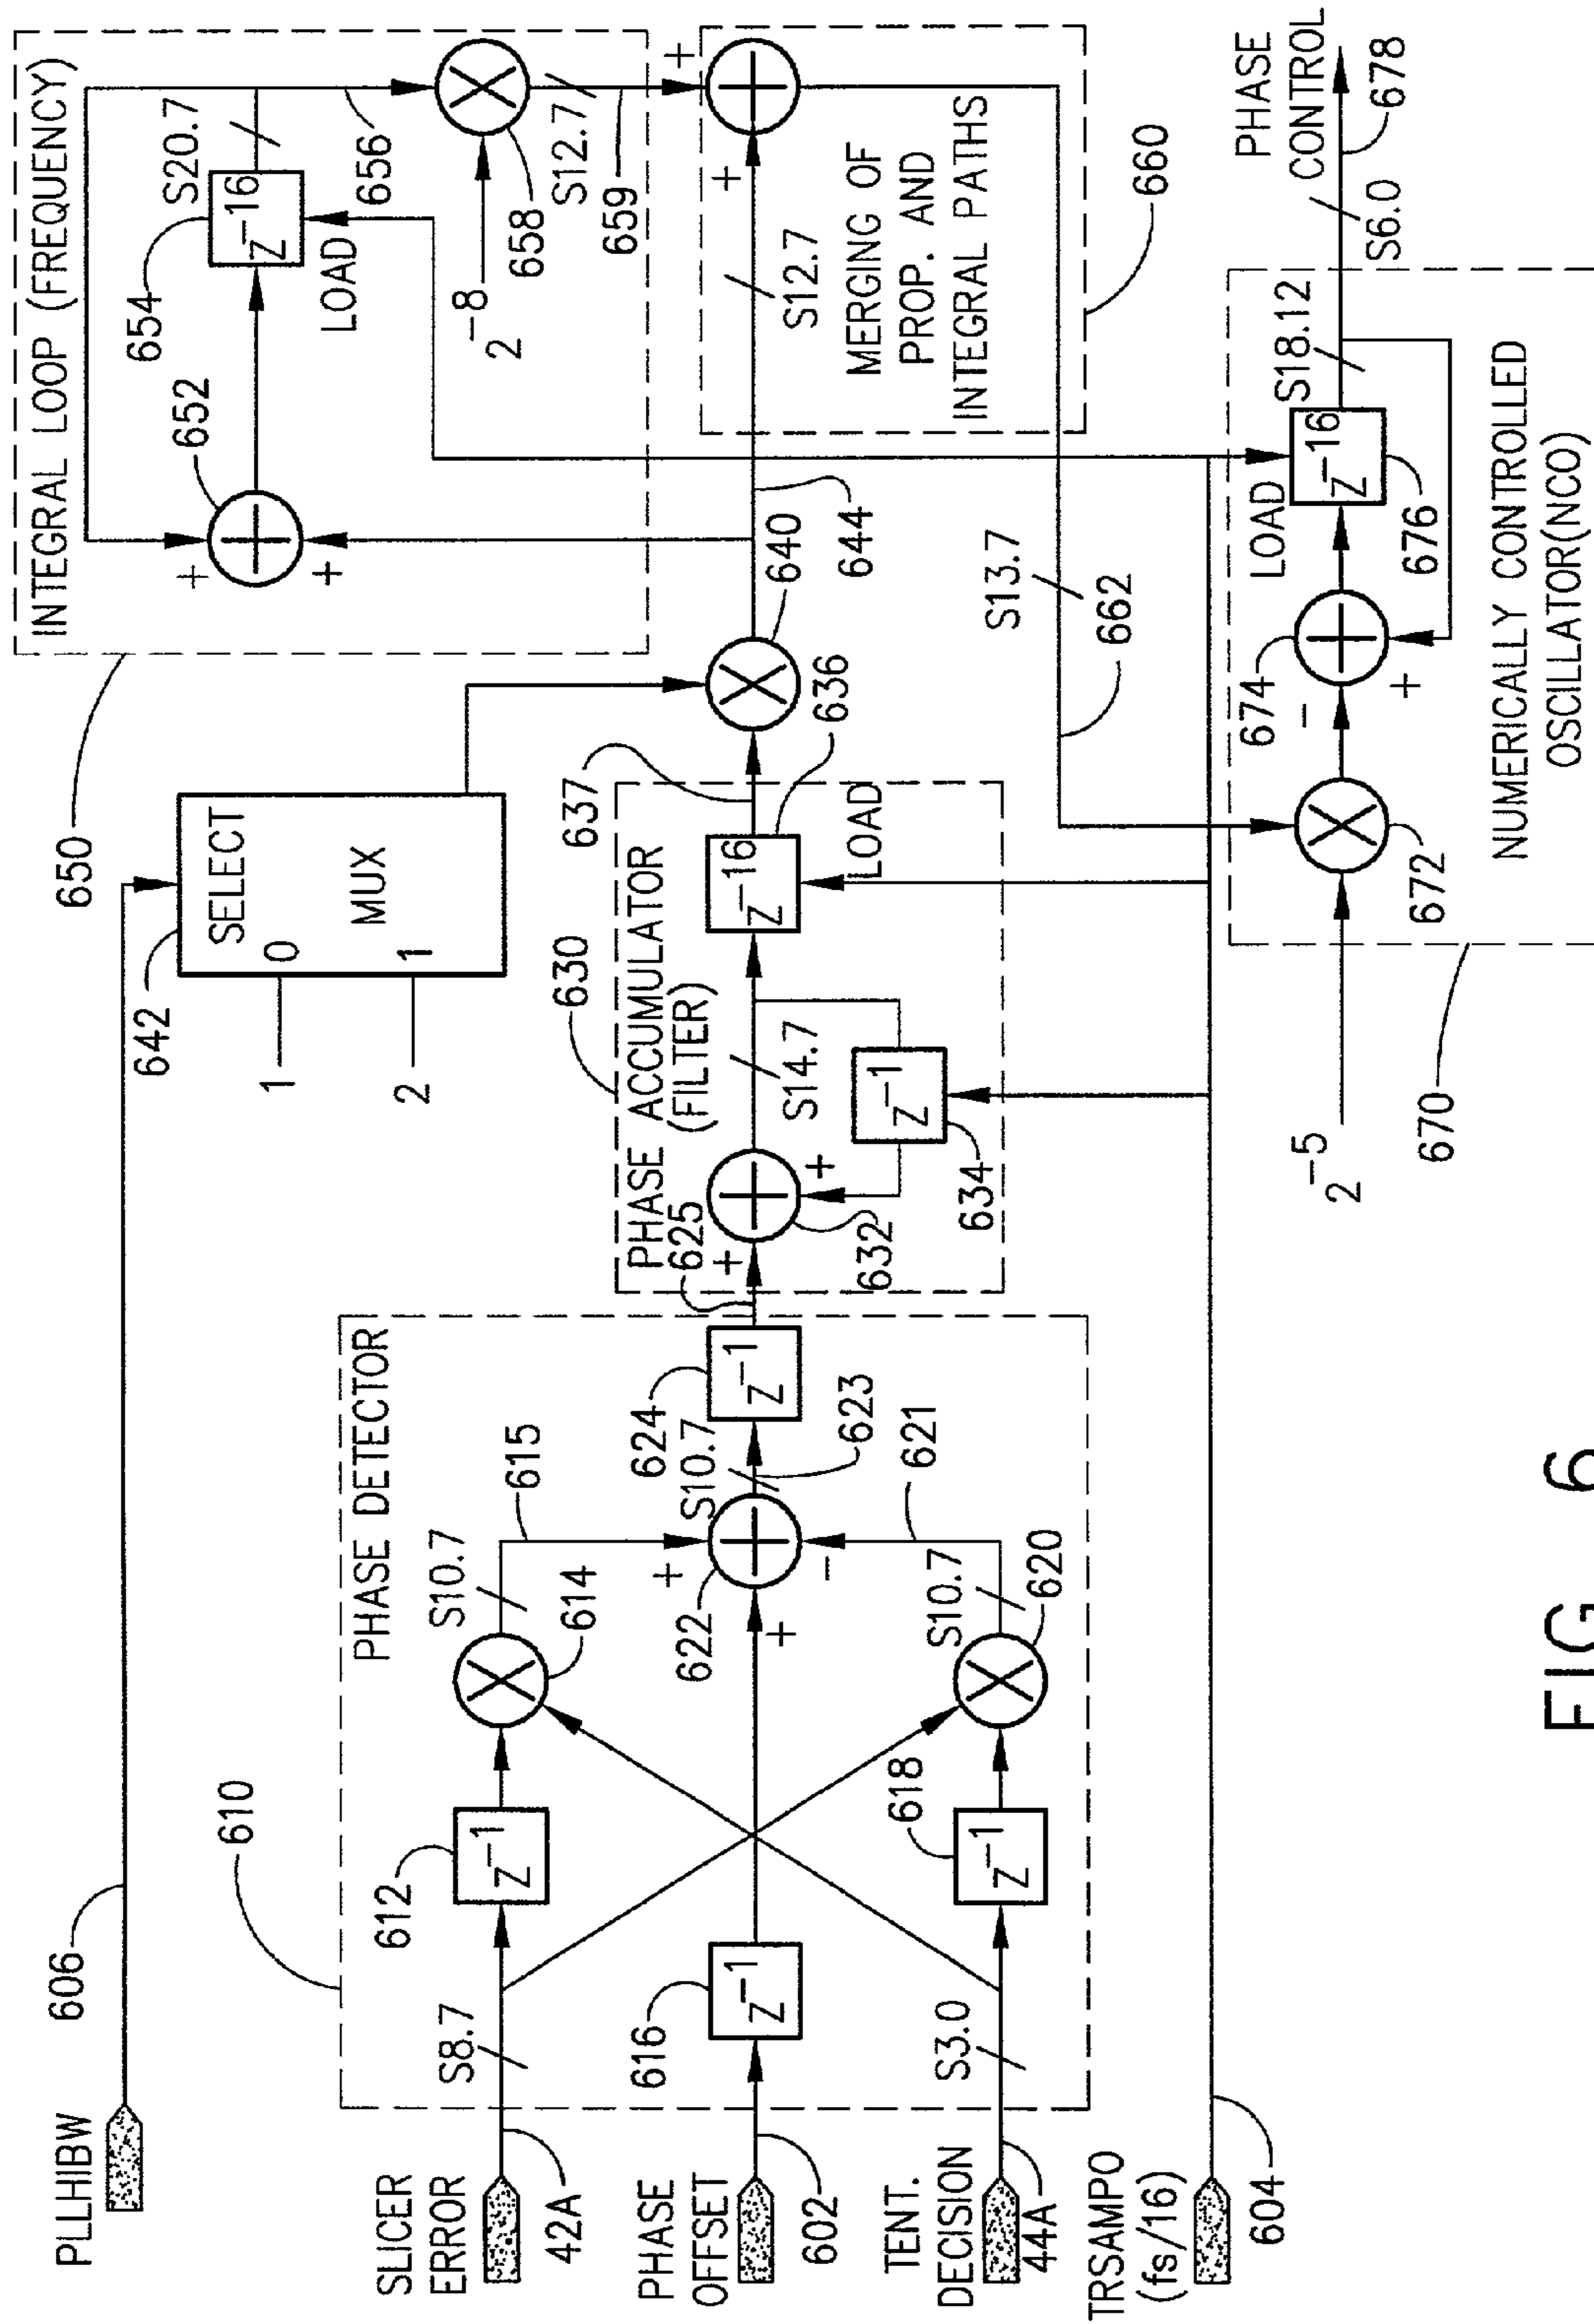 PLLHIBW
606
SLICER
ERROR
42A
PHASE
OFFSET
602
TENT.
DECISION
44A
TRSAMPO
(fs/16)
604
610
PHASE DETECTOR
S8.7
612
z-1
S10.7
614
615
616
z-1
622
+
+
-
S10.7
623
624
z-1
625
S3.0
618
z-1
S10.7
620
621
630
PHASE ACCUMULATOR
(FILTER)
+
+
632
S14.7
z-1
634
z-16
LOAD
636
637
642
SELECT
0
MUX
1
1
2
640
644
650
INTEGRAL LOOP (FREQUENCY)
652
+
+
654
z-16
LOAD
S20.7
656
2-8
658
S12.7
659
+
+
S12.7
MERGING OF
PROP. AND
INTEGRAL PATHS
660
S13.7
662
670
2-5
672
674
-
+
LOAD
z-16
676
S18.12
NUMERICALLY CONTROLLED
OSCILLATOR(NCO)
S6.0
PHASE
CONTROL
678
FIG. 6